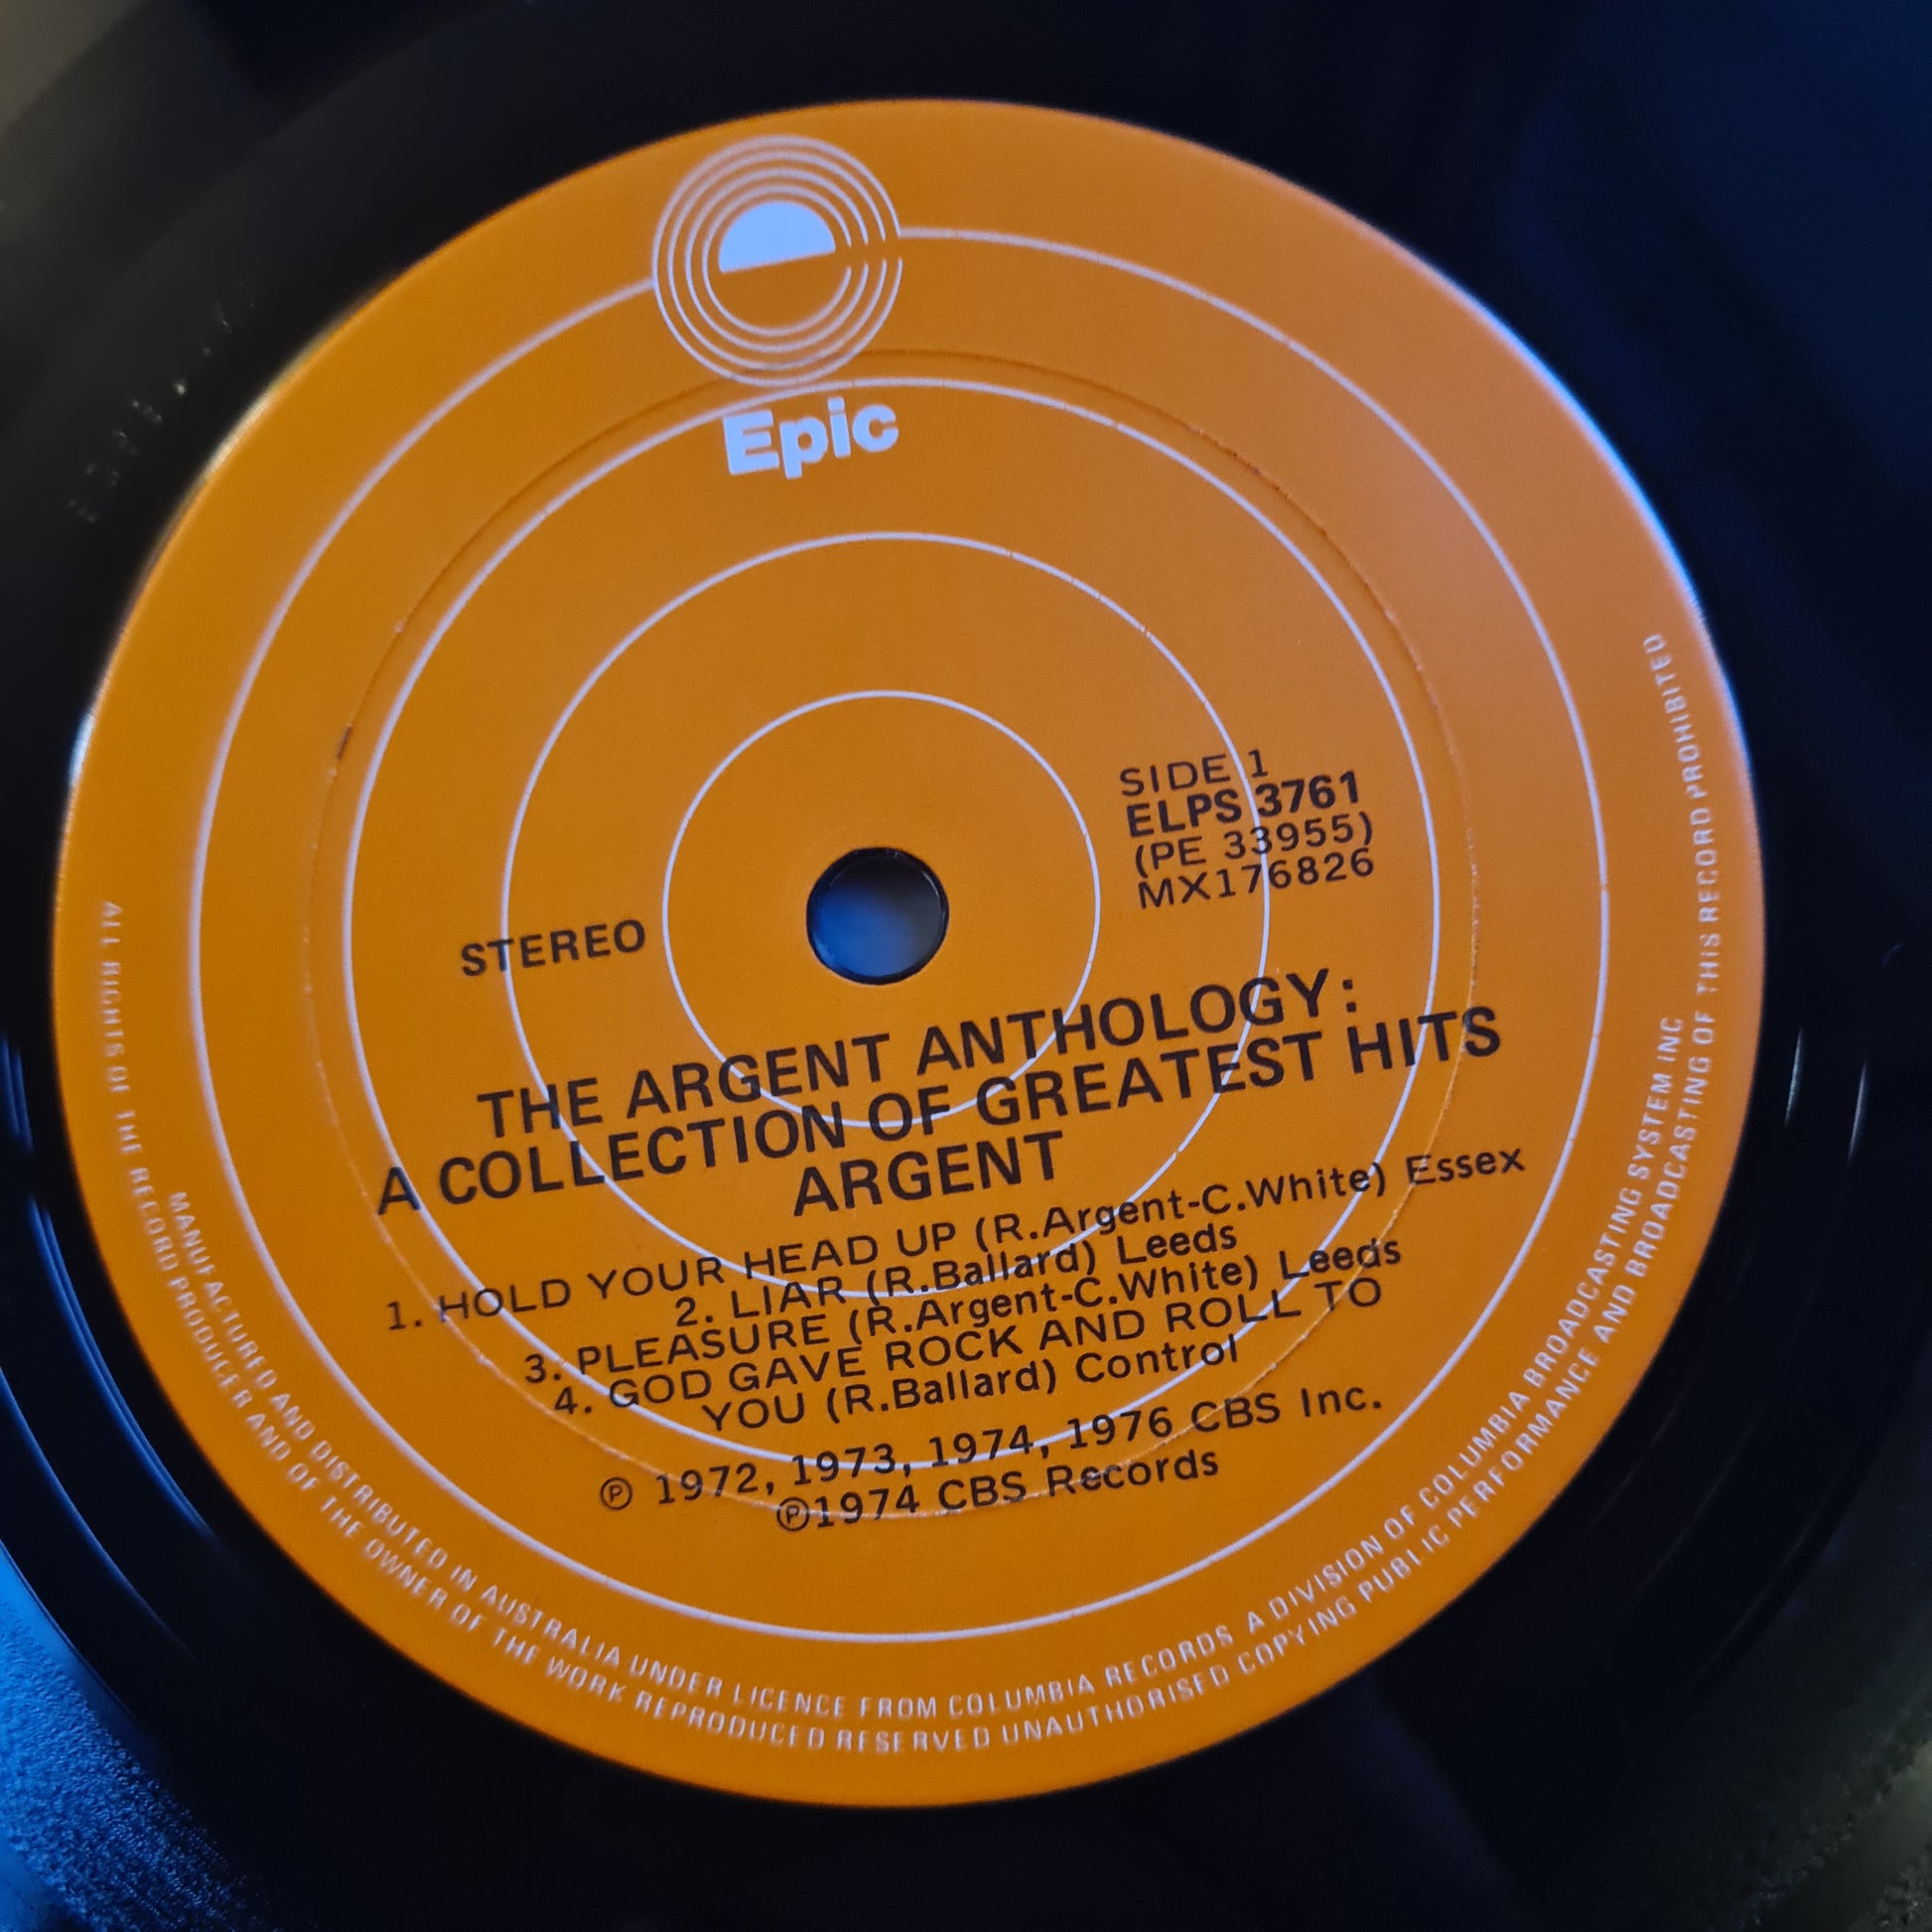 Epic
SIDE 1
ELPS 3761
(PE 33955)
MX176826
STEREO
THE ARGENT ANTHOLOGY:
A COLLECTION OF GREATEST HITS
ARGENT
1. HOLD YOUR HEAD UP (R.Argent-C.White) Essex
2. LIAR (R.Ballard) Leeds
3. PLEASURE (R.Argent-C.White) Leeds
4. GOD GAVE ROCK AND ROLL TO
YOU (R.Ballard) Control
Ⓟ 1972, 1973, 1974, 1976 CBS Inc.
Ⓟ1974 CBS Records
MANUFACTURED AND DISTRIBUTED IN AUSTRALIA UNDER LICENCE FROM COLUMBIA RECORDS A DIVISION OF COLUMBIA BROADCASTING SYSTEM INC
ALL RIGHTS OF THE RECORD PRODUCER AND OF THE OWNER OF THE WORK REPRODUCED RESERVED UNAUTHORISED COPYING PUBLIC PERFORMANCE AND BROADCASTING OF THIS RECORD PROHIBITED